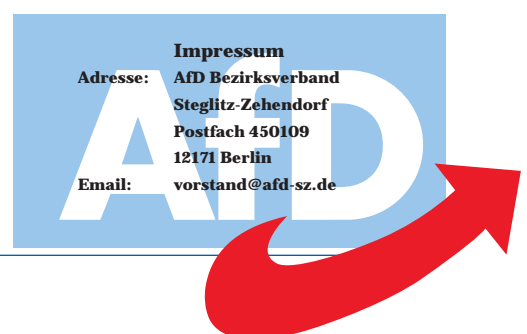 Impressum
Adresse: AfD Bezirksverband
Steglitz-Zehendorf
Postfach 450109
12171 Berlin
Email: vorstand@afd-sz.de
AfD